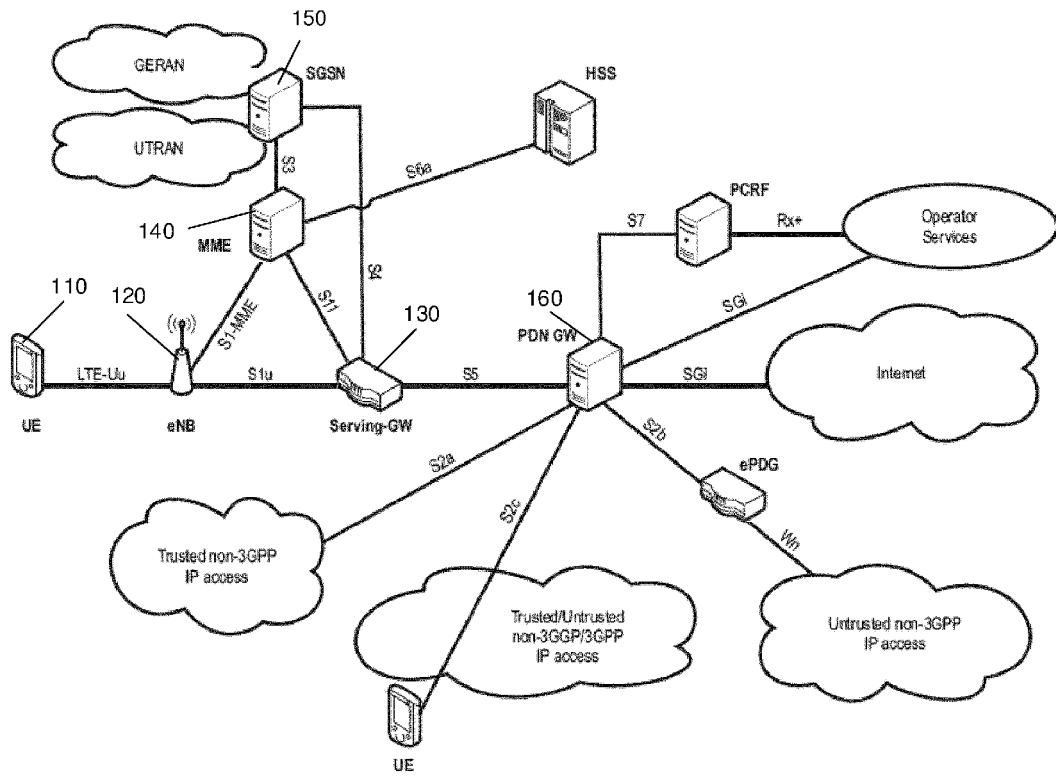 150
GERAN
SGSN
HSS
UTRAN
S3
S6a
PCRF
140
S7
Rx+
Operator
Services
MME
S4
110
120
S1-MME
S11
130
160
SGi
PDN GW
LTE-Uu
S1u
S5
SGi
Internet
UE
eNB
Serving-GW
S2a
S2b
ePDG
S2c
Wn
Trusted non-3GPP
IP access
Trusted/Untrusted
non-3GGP/3GPP
IP access
Untrusted non-3GPP
IP access
UE